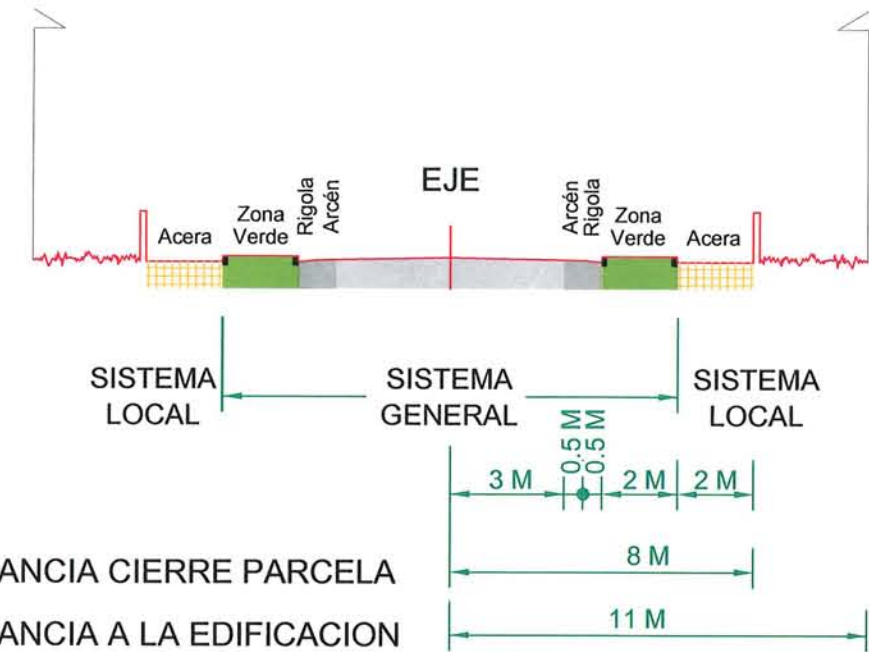 EJE
Acera
Zona
Verde
Rigola
Arcén
Arcén
Rigola
Zona
Verde
Acera
SISTEMA
LOCAL
SISTEMA
GENERAL
SISTEMA
LOCAL
3 M
0.5 M
0.5 M
2 M
2 M
ANCIA CIERRE PARCELA
8 M
ANCIA A LA EDIFICACION
11 M